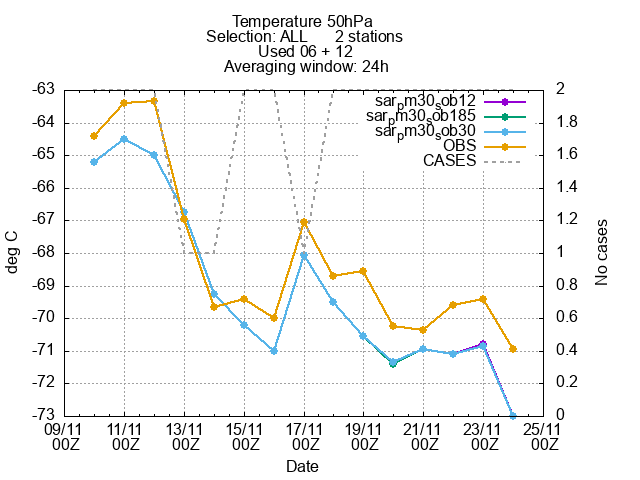 Temperature 50hPa
Selection: ALL      2 stations
Used 06 + 12
Averaging window: 24h
sarpm30sob12
sarpm30sob185
sarpm30sob30
OBS
CASES
-63
-64
-65
-66
-67
-68
-69
-70
-71
-72
-73
deg C
2
1.8
1.6
1.4
1.2
1
0.8
0.6
0.4
0.2
0
No cases
09/11 11/11 13/11 15/11 17/11 19/11 21/11 23/11 25/11
00Z 00Z 00Z 00Z 00Z 00Z 00Z 00Z 00Z
Date